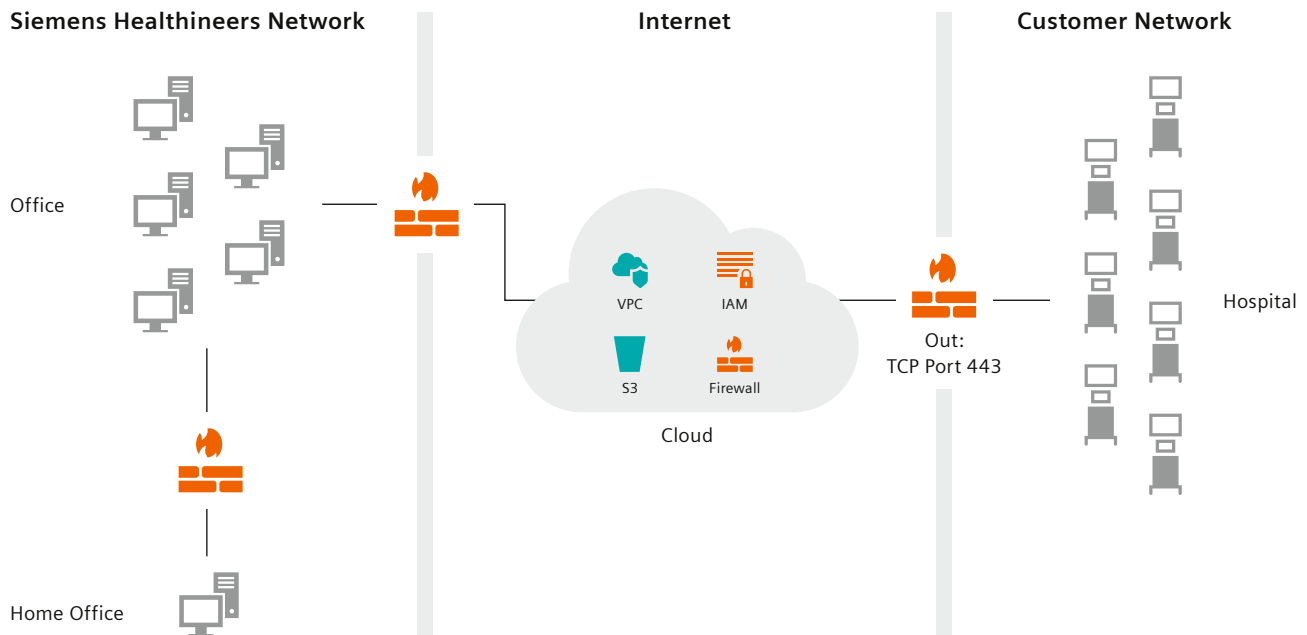 Siemens Healthineers Network
Internet
Customer Network
Office
VPC
IAM
Hospital
Out:
TCP Port 443
S3
Firewall
Cloud
Home Office